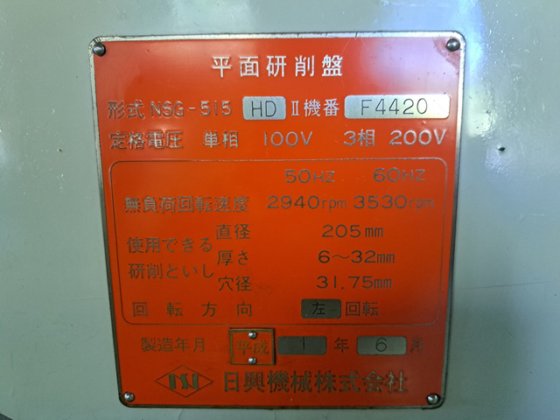 平面研削盤
形式 NSG-515 HD II 機番 F4420
定格電圧 単相 100V 3相 200V
50HZ 60HZ
無負荷回転速度 2940rpm 3530rpm
使用できる研削といし
直径 205mm
厚さ 6~32mm
穴径 31.75mm
回転方向 左 回転
製造年月 平成 1 年 6 月
NSI 日興機械株式会社